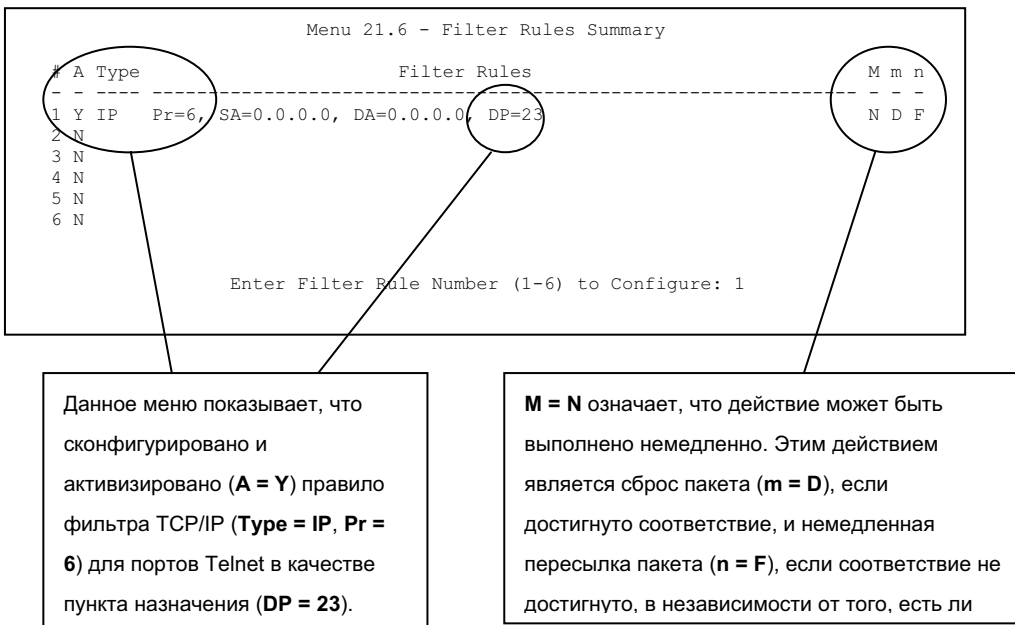 Menu 21.6 - Filter Rules Summary
# A Type Filter Rules M m n
- - ---- --------------------------------------------------------------- - - -
1 Y IP Pr=6, SA=0.0.0.0, DA=0.0.0.0, DP=23 N D F
2 N
3 N
4 N
5 N
6 N
Enter Filter Rule Number (1-6) to Configure: 1
Данное меню показывает, что
сконфигурировано и
активизировано (A = Y) правило
фильтра TCP/IP (Type = IP, Pr =
6) для портов Telnet в качестве
пункта назначения (DP = 23).
M = N означает, что действие может быть
выполнено немедленно. Этим действием
является сброс пакета (m = D), если
достигнуто соответствие, и немедленная
пересылка пакета (n = F), если соответствие не
достигнуто, в независимости от того, есть ли